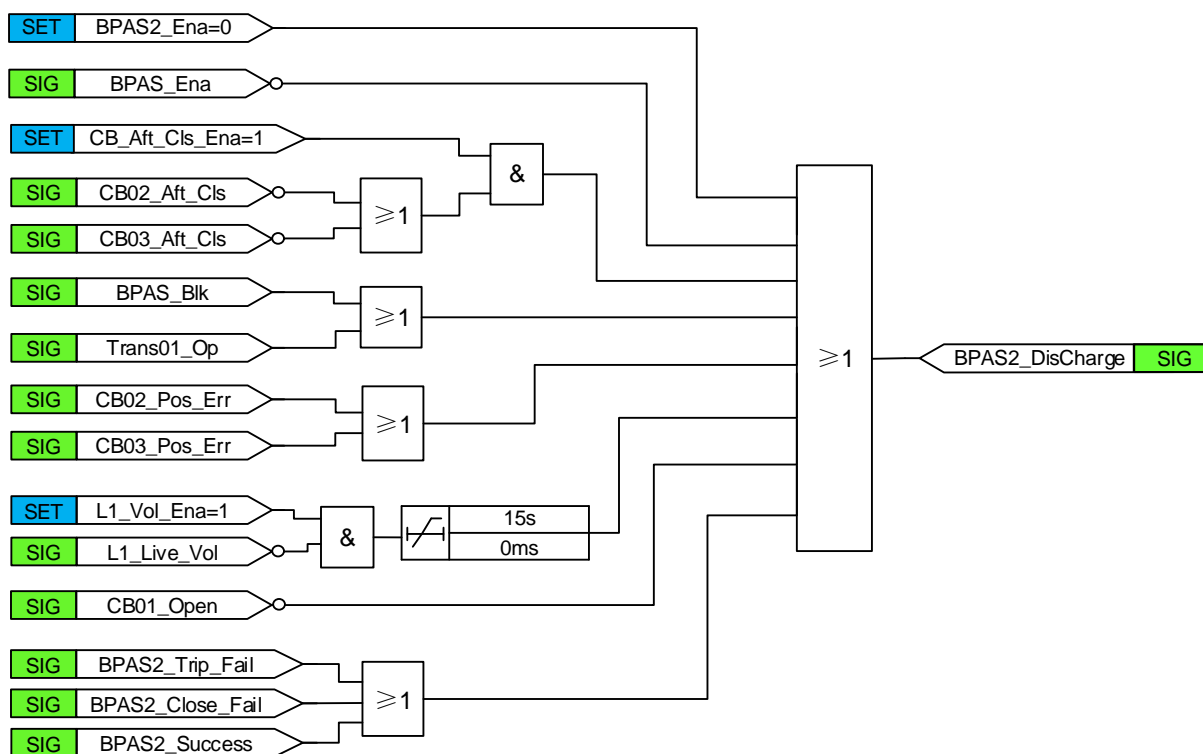 SET BPAS2_Ena=0
SIG BPAS_Ena
SET CB_Aft_Cls_Ena=1
&
SIG CB02_Aft_Cls
≥1
SIG CB03_Aft_Cls
SIG BPAS_Blk
≥1
SIG Trans01_Op
≥1
BPAS2_DisCharge SIG
SIG CB02_Pos_Err
≥1
SIG CB03_Pos_Err
SET L1_Vol_Ena=1
&
15s
0ms
SIG L1_Live_Vol
SIG CB01_Open
SIG BPAS2_Trip_Fail
SIG BPAS2_Close_Fail
≥1
SIG BPAS2_Success